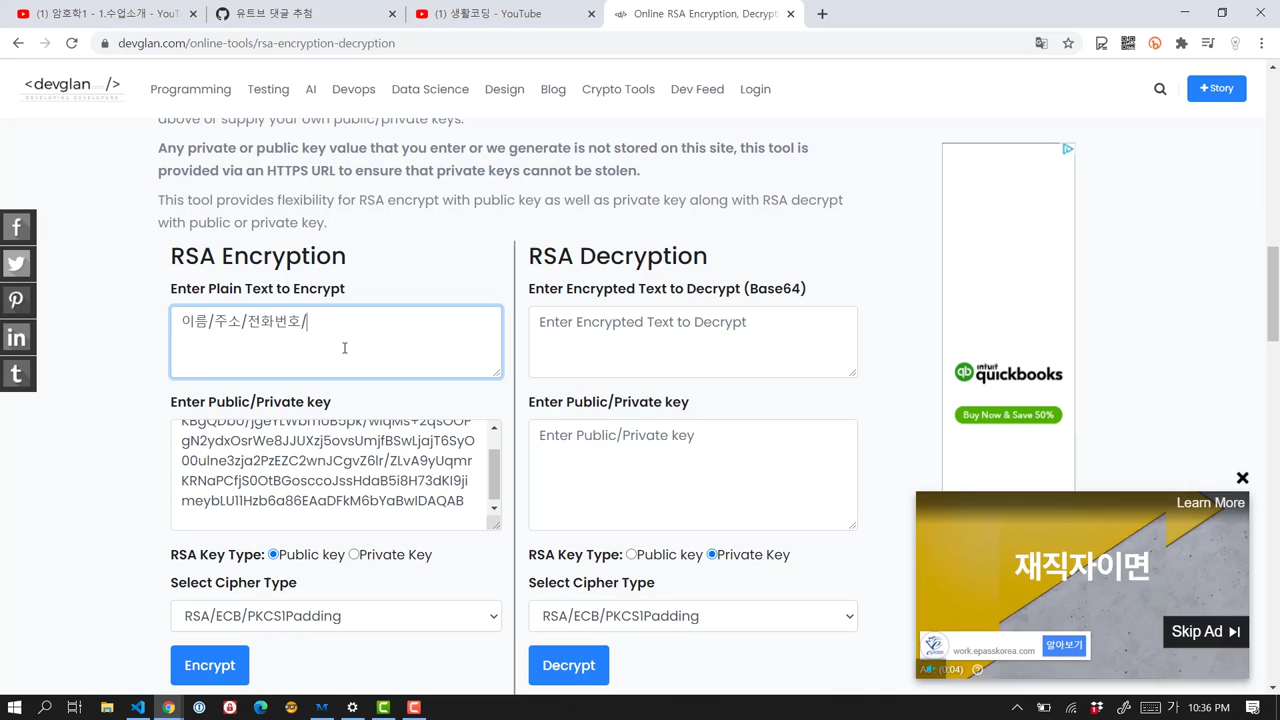 암호학1 - 1.수업소개 - YouT
유튜브 댓글 추첨
생활코딩 - YouTube
Online RSA Encryption, Decrypt
devglan.com/online-tools/rsa-encryption-decryption
<devglan />
DEVELOPING DEVELOPERS
Programming
Testing
AI
Devops
Data Science
Design
Blog
Crypto Tools
Dev Feed
Login
+Story
above or supply your own public/private keys.
Any private or public key value that you enter or we generate is not stored on this site, this tool is
provided via an HTTPS URL to ensure that private keys cannot be stolen.
This tool provides flexibility for RSA encrypt with public key as well as private key along with RSA decrypt
with public or private key.
RSA Encryption
Enter Plain Text to Encrypt
이름/주소/전화번호/
Enter Public/Private key
gN2ydxOsrWe8JJUXzj5ovsUmjfBSwLjajT6SyO
00ulne3zja2PzEZC2wnJCgvZ6lr/ZLvA9yUqmr
KRNaPCfjS0OtBGosccoJssHdaB5i8H73dKI9ji
meybLU11Hzb6a86EAaDFkM6bYaBwIDAQAB
RSA Key Type: Public key Private Key
Select Cipher Type
RSA/ECB/PKCS1Padding
Encrypt
RSA Decryption
Enter Encrypted Text to Decrypt (Base64)
Enter Encrypted Text to Decrypt
Enter Public/Private key
Enter Public/Private key
RSA Key Type: Public key Private Key
Select Cipher Type
RSA/ECB/PKCS1Padding
Decrypt
intuit
quickbooks
Buy Now & Save 50%
Learn More
재직자이면
Skip Ad
work.epasskorea.com
알아보기
(0:04)
가
10:36 PM